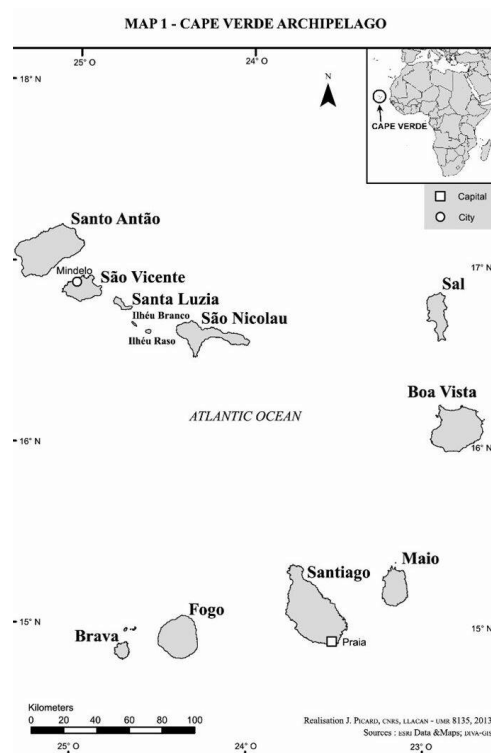 MAP 1 - CAPE VERDE ARCHIPELAGO
25° O
24° O
18° N
N
CAPE VERDE
Capital
City
Santo Antão
Mindelo
17° N
São Vicente
Sal
Santa Luzia
Ilhéu Branco
São Nicolau
Ilhéu Raso
Boa Vista
ATLANTIC OCEAN
16° N
16° N
Maio
Santiago
Fogo
15° N
15° N
Brava
Praia
Kilometers
0 20 40 60 80 100
Realisation J. PICARD, CNRS, LLACAN - UMR 8135, 2013
Sources : ESRI Data &Maps; DIVA-GIS
25° O
24° O
23° O